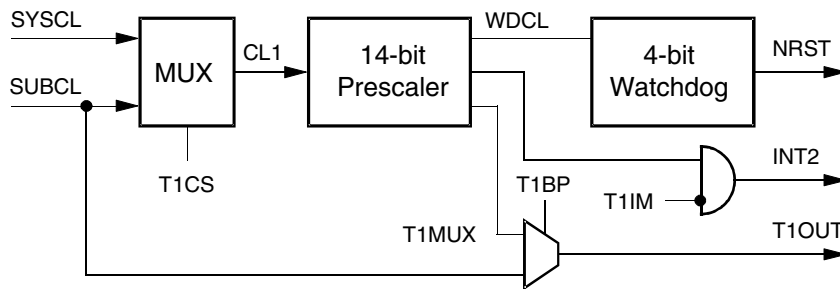 SYSCL
SUBCL
MUX
T1CS
CL1
14-bit
Prescaler
WDCL
4-bit
Watchdog
NRST
INT2
T1IM
T1BP
T1MUX
T1OUT